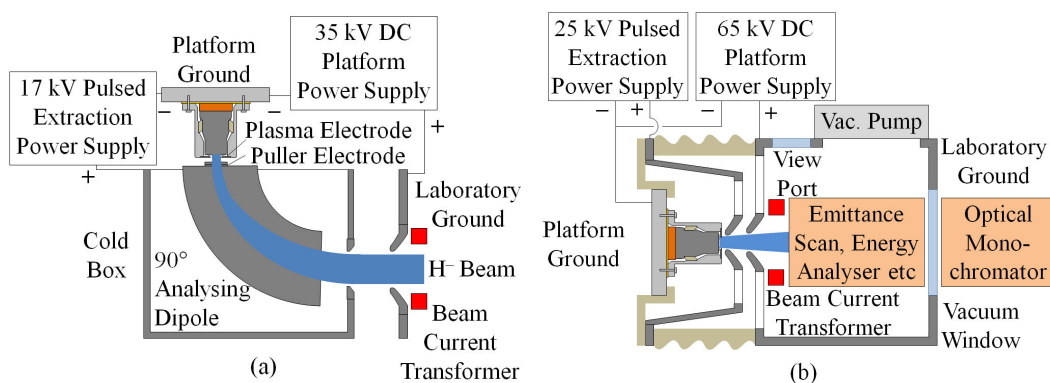 Platform
Ground
35 kV DC
Platform
Power Supply
17 kV Pulsed
Extraction
Power Supply
−
−
+
+
Plasma Electrode
Puller Electrode
Laboratory
Ground
Cold
Box
90°
Analysing
Dipole
H⁻ Beam
Beam
Current
Transformer
(a)
25 kV Pulsed
Extraction
Power Supply
65 kV DC
Platform
Power Supply
−
+
−
+
Vac. Pump
View
Port
Laboratory
Ground
Platform
Ground
Emittance
Scan, Energy
Analyser etc
Optical
Mono-
chromator
Beam Current
Transformer
Vacuum
Window
(b)